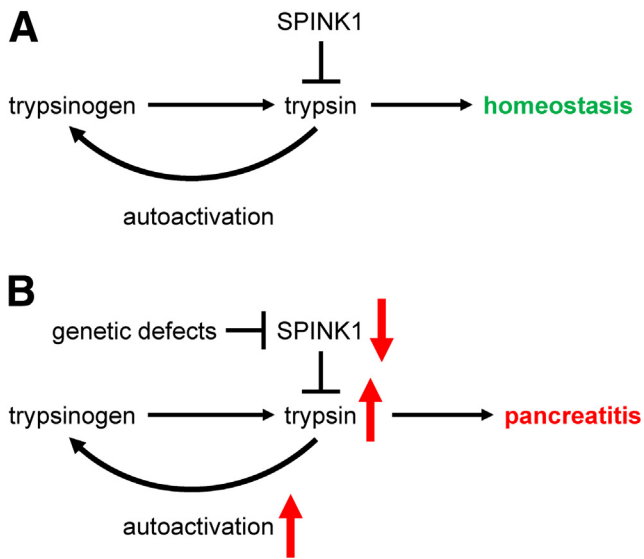 A
SPINK1
trypsinogen trypsin homeostasis
autoactivation
B
genetic defects SPINK1
trypsinogen trypsin pancreatitis
autoactivation